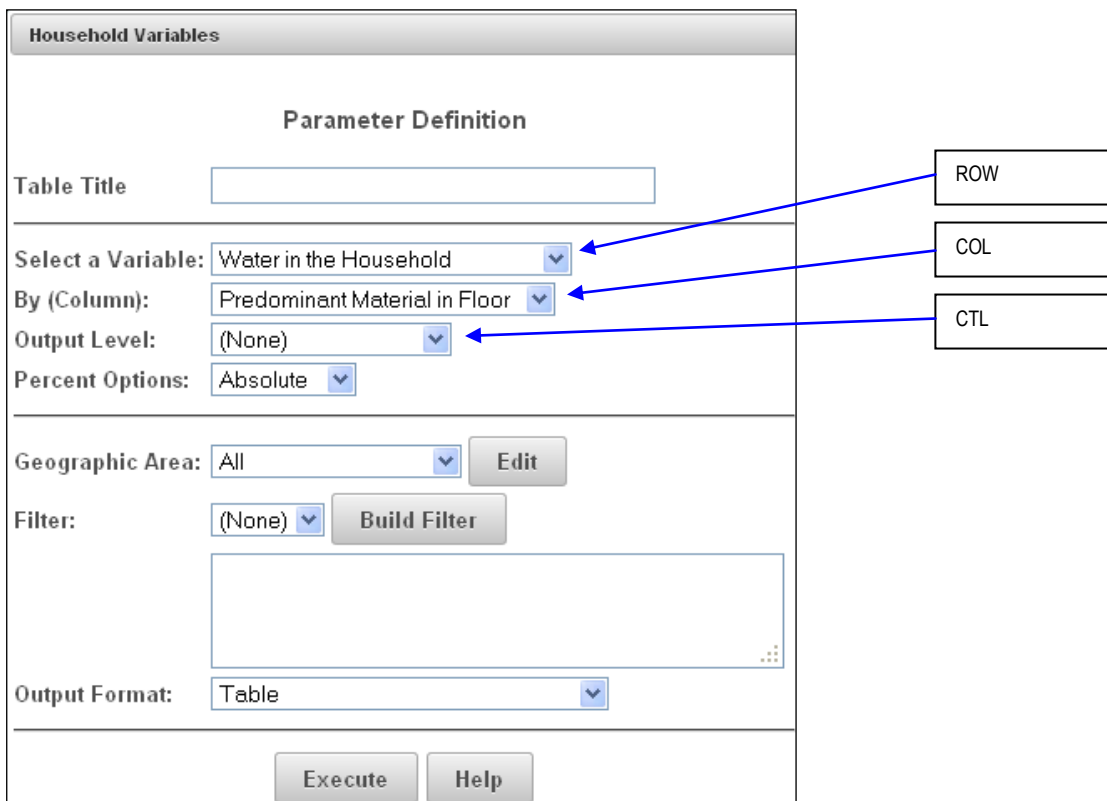 Household Variables
Parameter Definition
Table Title
ROW
Select a Variable: Water in the Household
COL
By (Column): Predominant Material in Floor
Output Level: (None)
CTL
Percent Options: Absolute
Geographic Area: All Edit
Filter: (None) Build Filter
Output Format: Table
Execute Help